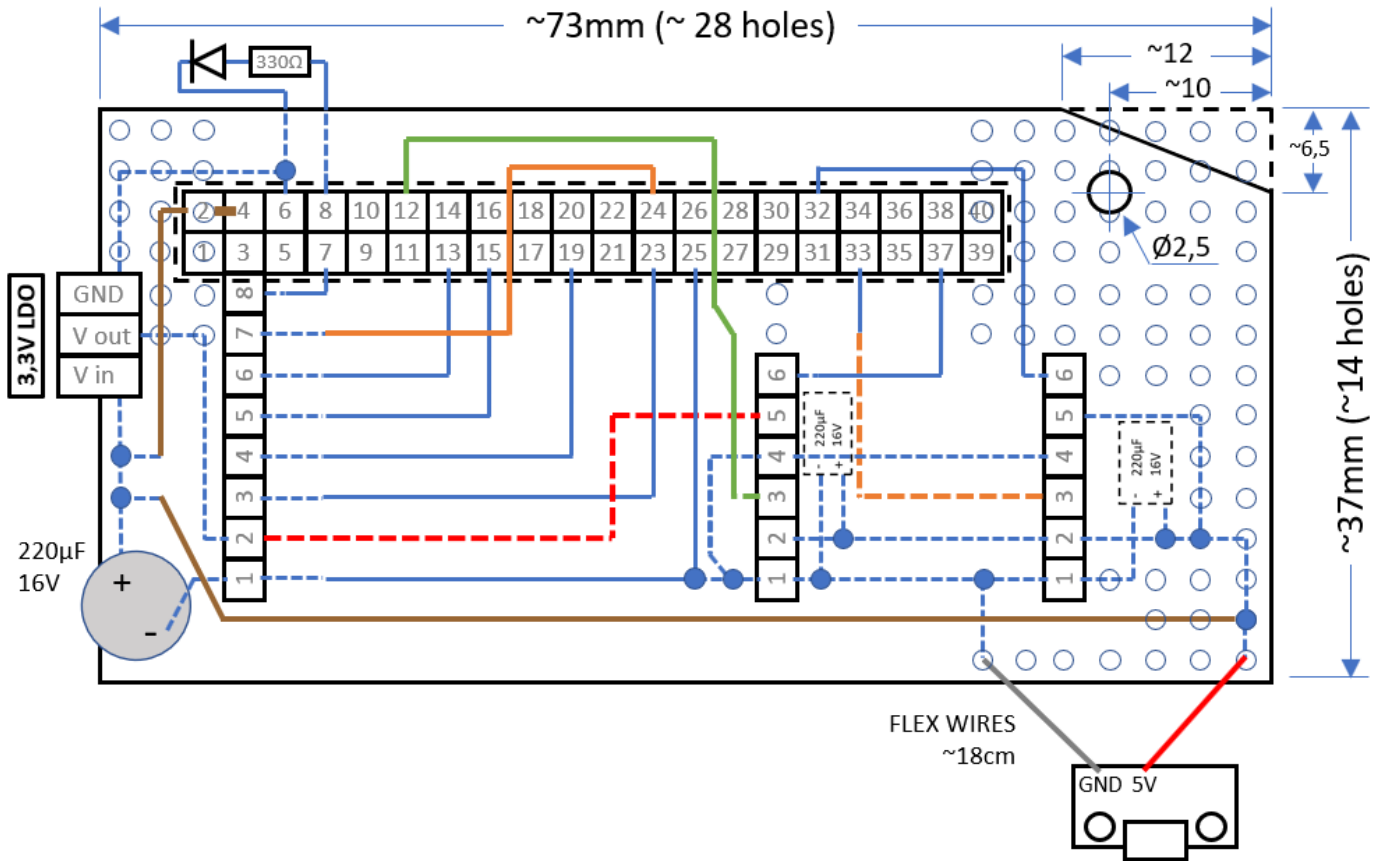 ~73mm (~ 28 holes)
~12
~10
330Ω
~6,5
2 4 6 8 10 12 14 16 18 20 22 24 26 28 30 32 34 36 38 40
1 3 5 7 9 11 13 15 17 19 21 23 25 27 29 31 33 35 37 39
Ø2,5
~37mm (~14 holes)
3,3V LDO
GND
V out
V in
8
7
6
5
4
3
2
1
6
5
4
3
2
1
220µF
16V
- +
6
5
4
3
2
1
220µF
16V
- +
220µF
16V
+
-
FLEX WIRES
~18cm
GND 5V